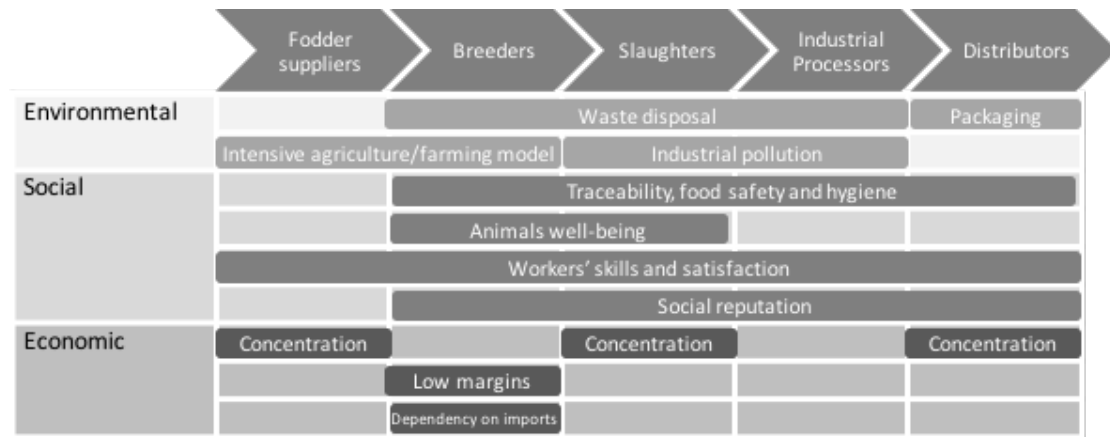 Fodder
suppliers
Breeders
Slaughters
Industrial
Processors
Distributors
Environmental
Waste disposal
Packaging
Intensive agriculture/farming model
Industrial pollution
Social
Traceability, food safety and hygiene
Animals well-being
Workers' skills and satisfaction
Social reputation
Economic
Concentration
Concentration
Concentration
Low margins
Dependency on imports